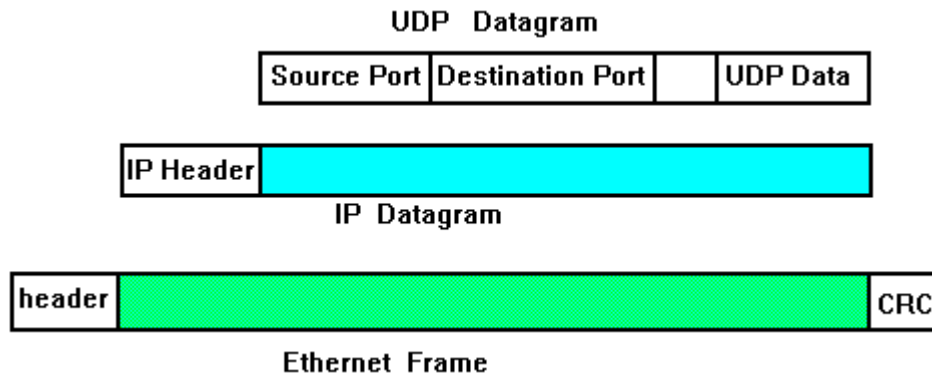 UDP Datagram
Source Port Destination Port UDP Data
IP Header
IP Datagram
header CRC
Ethernet Frame